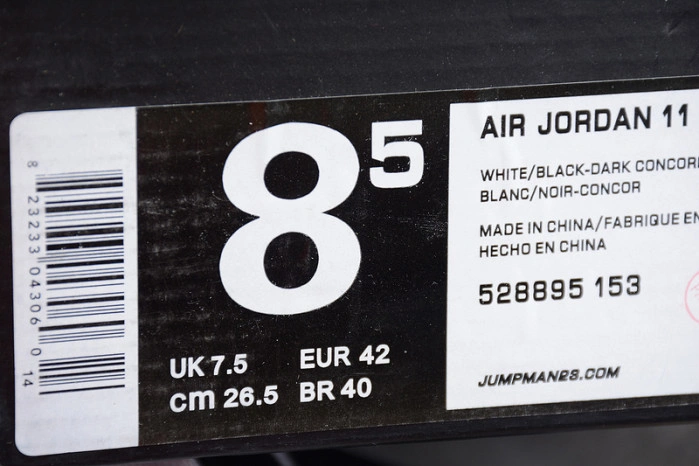 8 23233 04306 0 14
8 5
UK 7.5 EUR 42
cm 26.5 BR 40
AIR JORDAN 11
WHITE/BLACK-DARK CONCOR
BLANC/NOIR-CONCOR
MADE IN CHINA/FABRIQUE EN
HECHO EN CHINA
528895 153
JUMPMAN23.COM